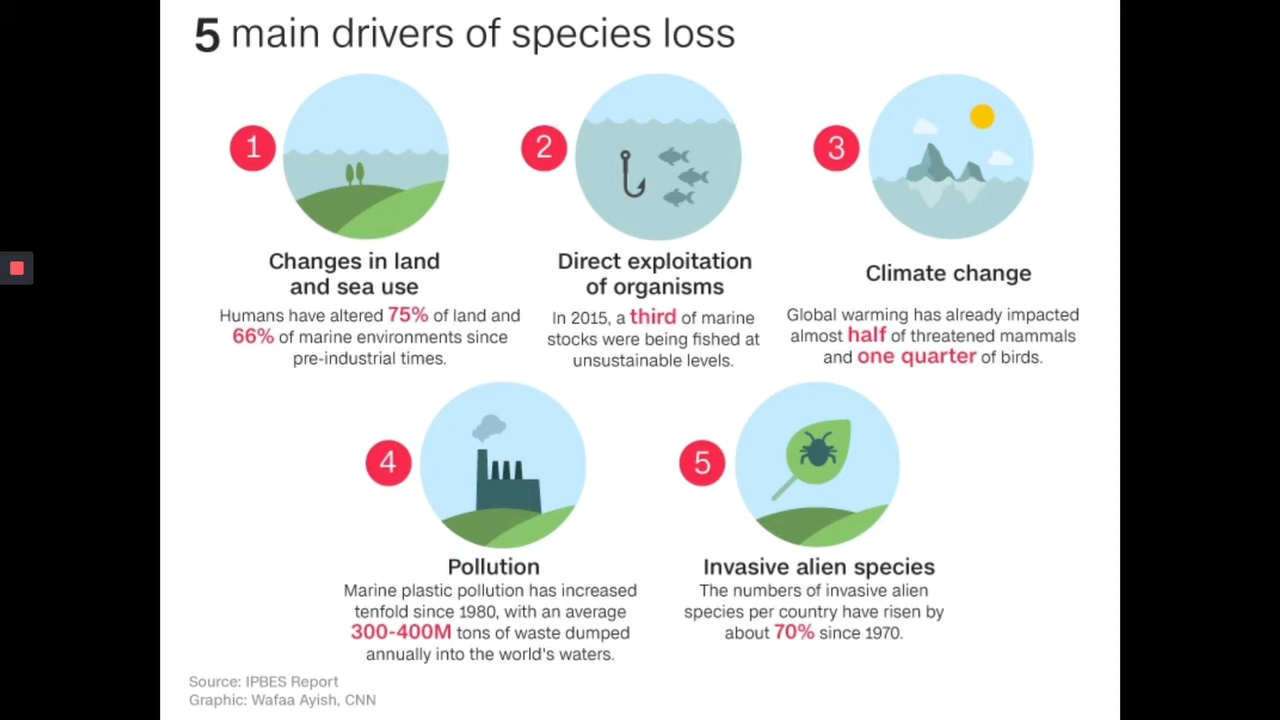 5 main drivers of species loss
1
Changes in land
and sea use
Humans have altered 75% of land and
66% of marine environments since
pre-industrial times.
2
Direct exploitation
of organisms
In 2015, a third of marine
stocks were being fished at
unsustainable levels.
3
Climate change
Global warming has already impacted
almost half of threatened mammals
and one quarter of birds.
4
Pollution
Marine plastic pollution has increased
tenfold since 1980, with an average
300-400M tons of waste dumped
annually into the world's waters.
5
Invasive alien species
The numbers of invasive alien
species per country have risen by
about 70% since 1970.
Source: IPBES Report
Graphic: Wafaa Ayish, CNN